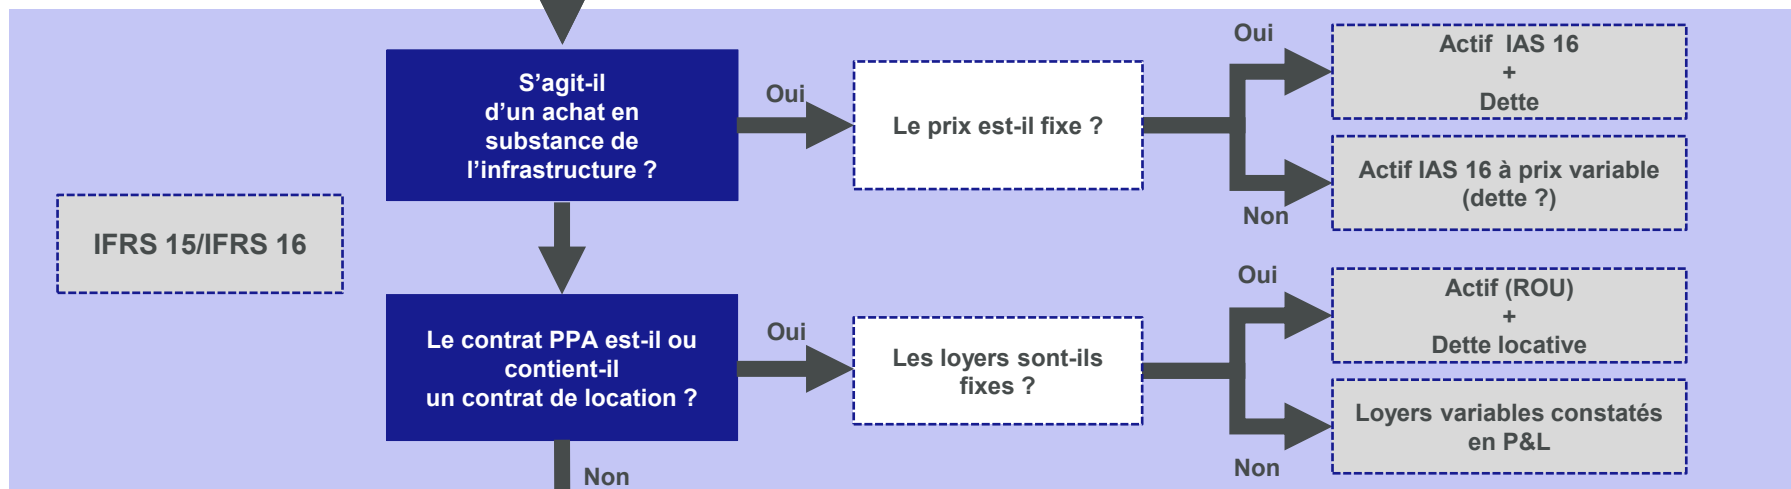 S’agit-il
d’un achat en
substance de
l’infrastructure ?
Oui
Le prix est-il fixe ?
Oui
Actif IAS 16
+
Dette
Non
Actif IAS 16 à prix variable
(dette ?)
IFRS 15/IFRS 16
Le contrat PPA est-il ou
contient-il
un contrat de location ?
Oui
Les loyers sont-ils
fixes ?
Oui
Actif (ROU)
+
Dette locative
Non
Loyers variables constatés
en P&L
Non